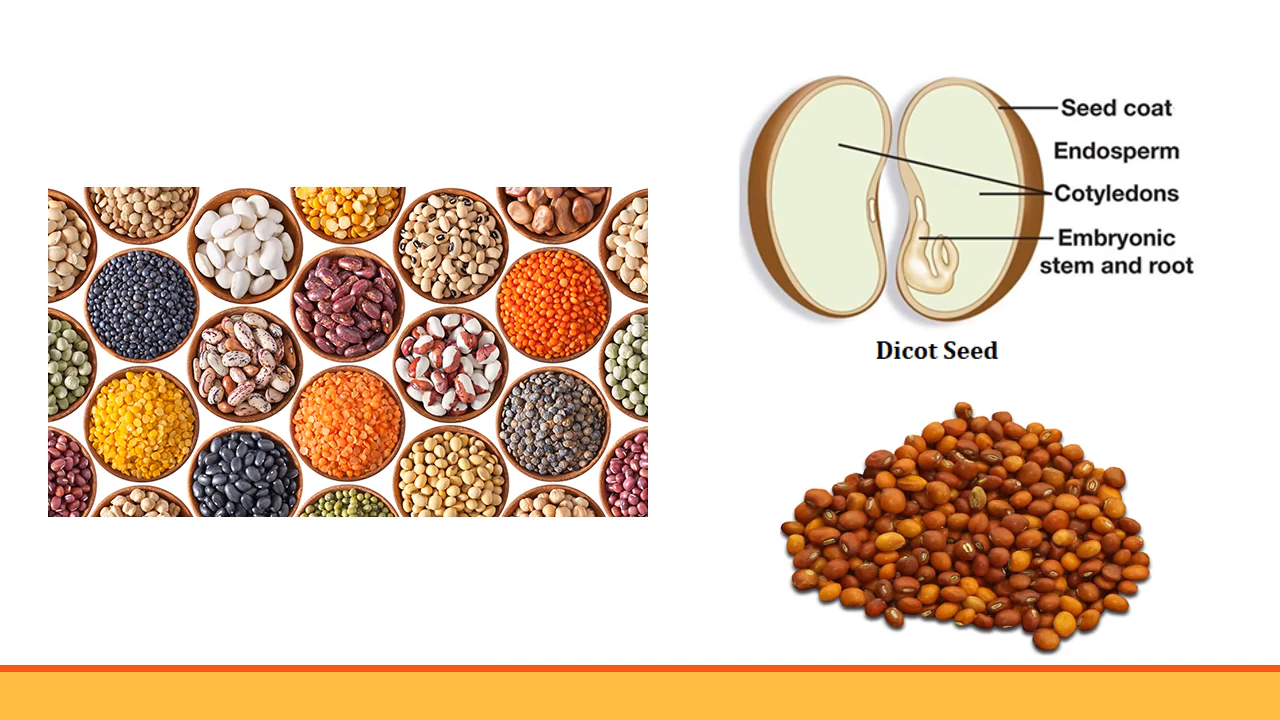 Seed coat
Endosperm
Cotyledons
Embryonic
stem and root
Dicot Seed